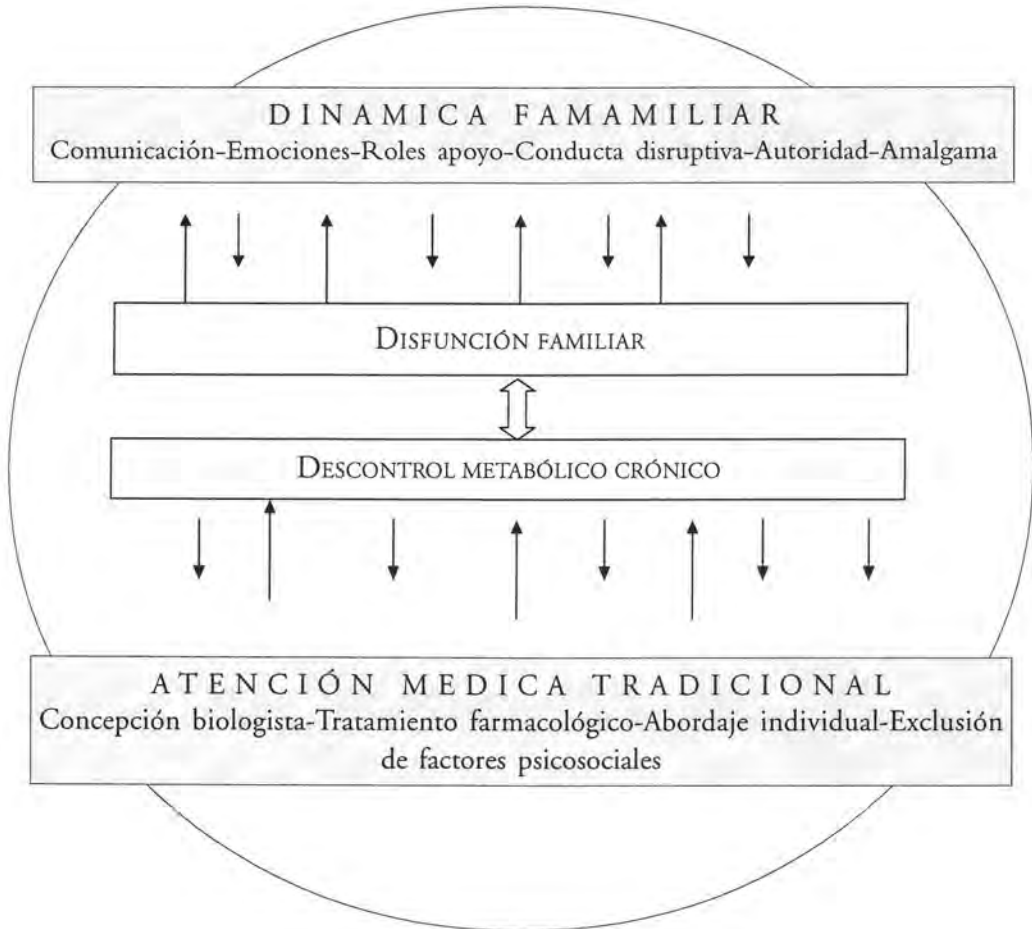 DINAMICA FAMAMILIAR
Comunicación-Emociones-Roles apoyo-Conducta disruptiva-Autoridad-Amalgama
DISFUNCIÓN FAMILIAR
DESCONTROL METABÓLICO CRÓNICO
ATENCIÓN MEDICA TRADICIONAL
Concepción biologista-Tratamiento farmacológico-Abordaje individual-Exclusión
de factores psicosociales